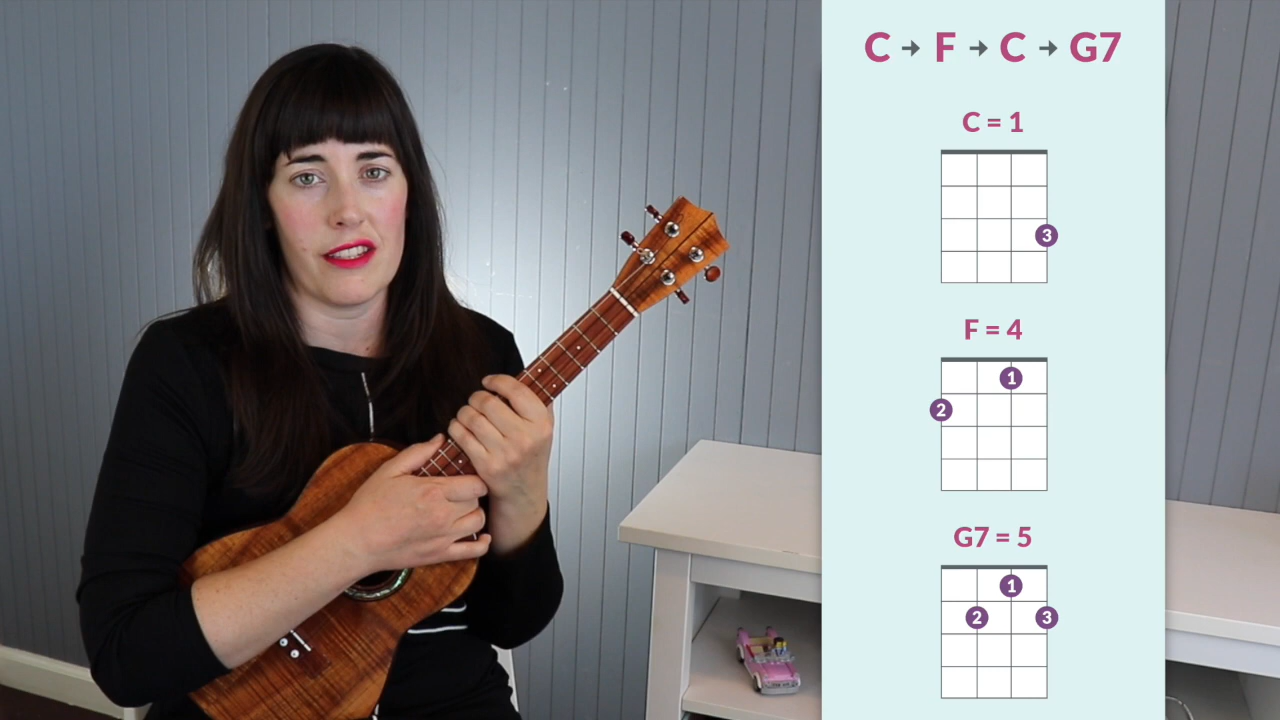 C → F → C → G7
C = 1
3
F = 4
1
2
G7 = 5
1
2 3